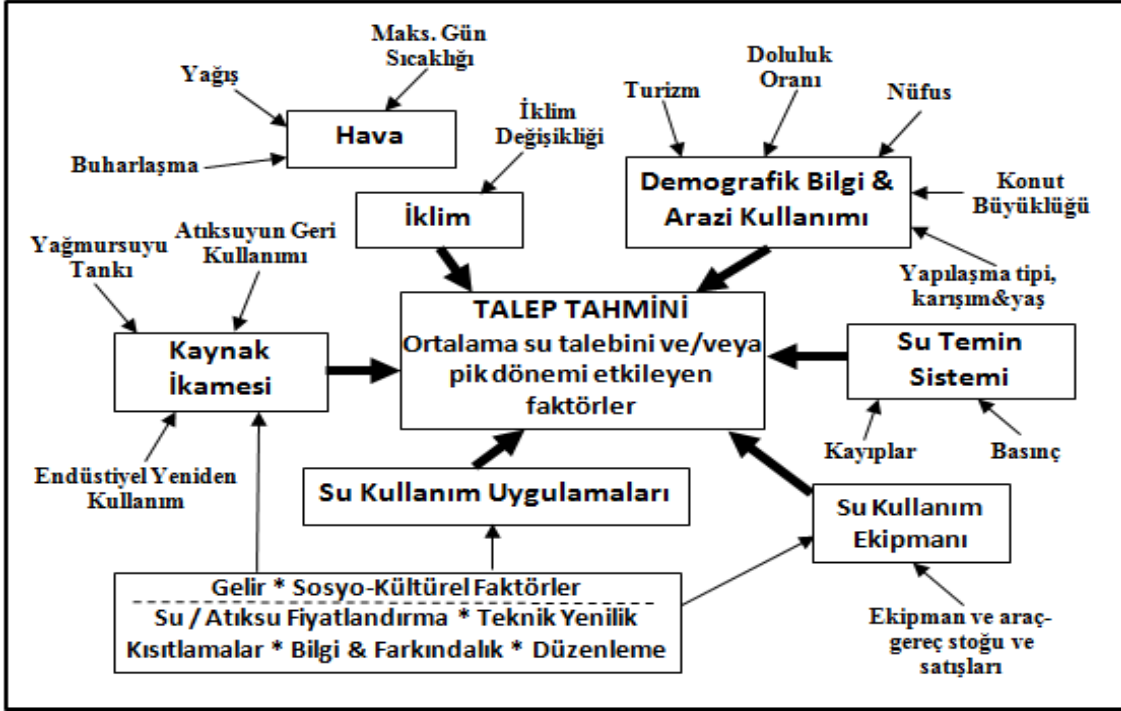 Maks. Gün
Sıcaklığı
Yağış
Hava
Buharlaşma
İklim
Değişikliği
İklim
Turizm
Doluluk
Oranı
Nüfus
Demografik Bilgi &
Arazi Kullanımı
Konut
Büyüklüğü
Yapılaşma tipi,
karışım&yaş
Yağmursuyu
Tankı
Atıksuyun Geri
Kullanımı
Kaynak
İkamesi
Endüstiyel Yeniden
Kullanım
TALEP TAHMİNİ
Ortalama su talebini ve/veya
pik dönemi etkileyen
faktörler
Su Temin
Sistemi
Kayıplar
Basınç
Su Kullanım Uygulamaları
Su Kullanım
Ekipmanı
Ekipman ve araç-
gereç stoğu ve
satışları
Gelir * Sosyo-Kültürel Faktörler
Su / Atıksu Fiyatlandırma * Teknik Yenilik
Kısıtlamalar * Bilgi & Farkındalık * Düzenleme